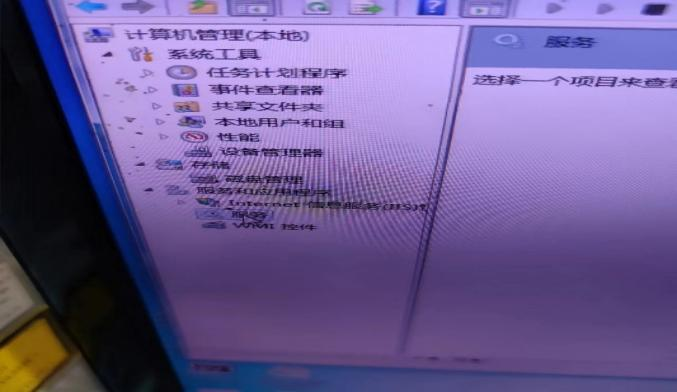 计算机管理(本地)
系统工具
服务
任务计划程序
选择一个项目来查看
事件查看器
共享文件夹
本地用户和组
性能
设备管理器
存储
磁盘管理
服务和应用程序
Internet 信息服务(IIS)
服务
WMI 控件